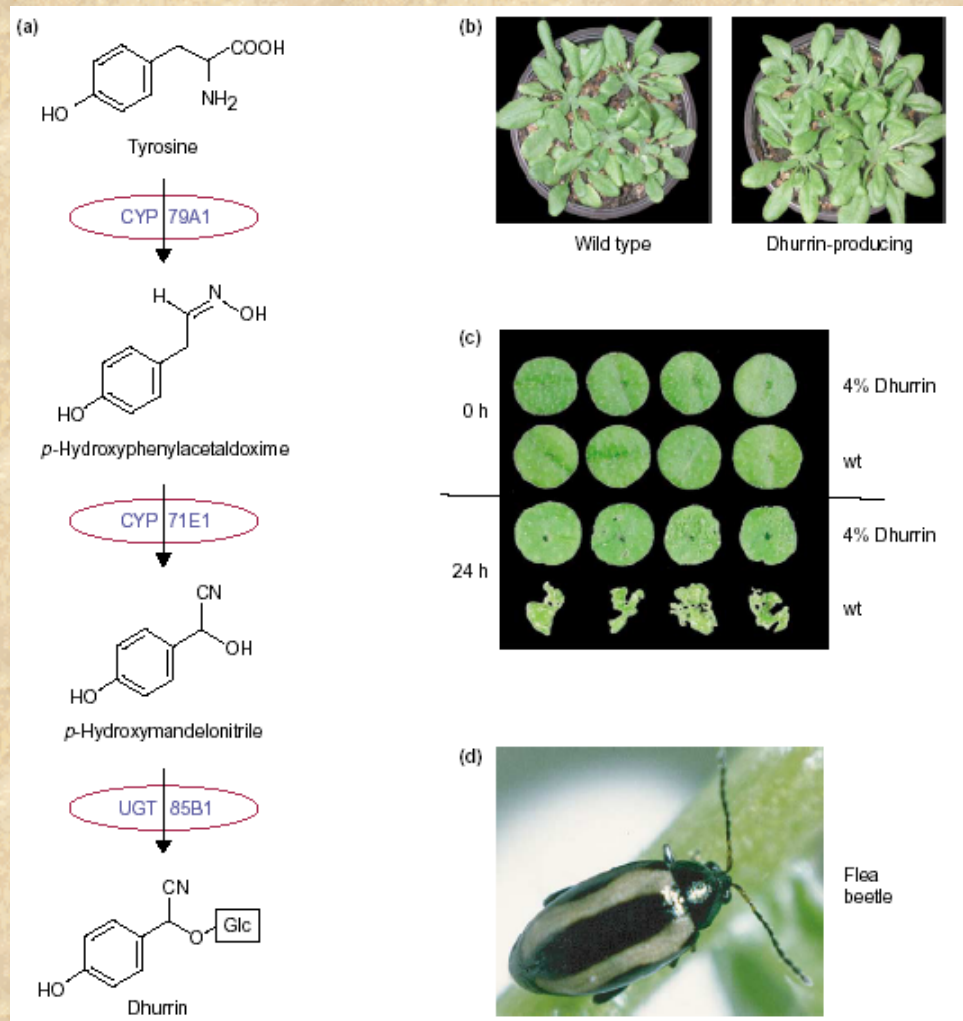 (a)
COOH
NH2
HO
Tyrosine
CYP 79A1
H
N
OH
HO
p-Hydroxyphenylacetaldoxime
CYP 71E1
CN
OH
HO
p-Hydroxymandelonitrile
UGT 85B1
CN
O
Glc
HO
Dhurrin
(b)
Wild type
Dhurrin-producing
(c)
0 h
4% Dhurrin
wt
24 h
4% Dhurrin
wt
(d)
Flea
beetle